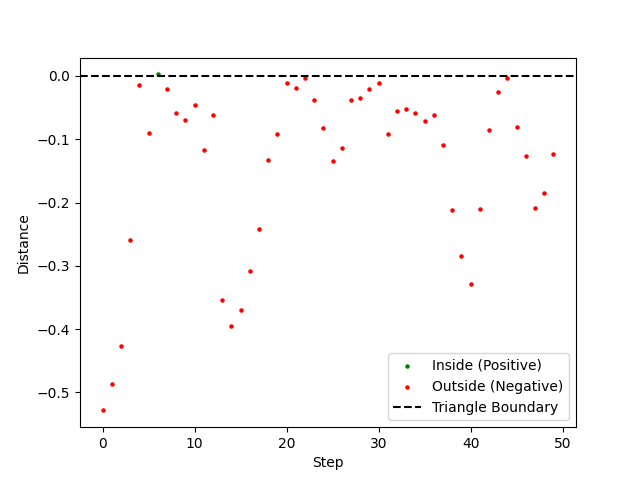 0.0
−0.1
−0.2
−0.3
−0.4
−0.5
Distance
Inside (Positive)
Outside (Negative)
Triangle Boundary
0 10 20 30 40 50
Step